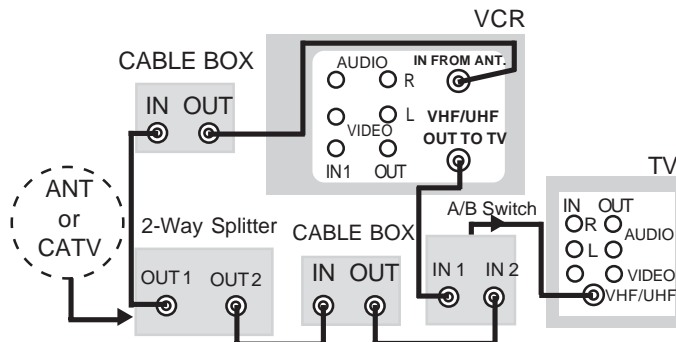 VCR
CABLE BOX
AUDIO
R
IN FROM ANT.
IN OUT
L
VHF/UHF
VIDEO
OUT TO TV
IN1
OUT
ANT
or
CATV
2-Way Splitter
CABLE BOX
A/B Switch
TV
IN OUT
R
AUDIO
L
VIDEO
VHF/UHF
OUT 1 OUT 2
IN OUT
IN 1 IN 2